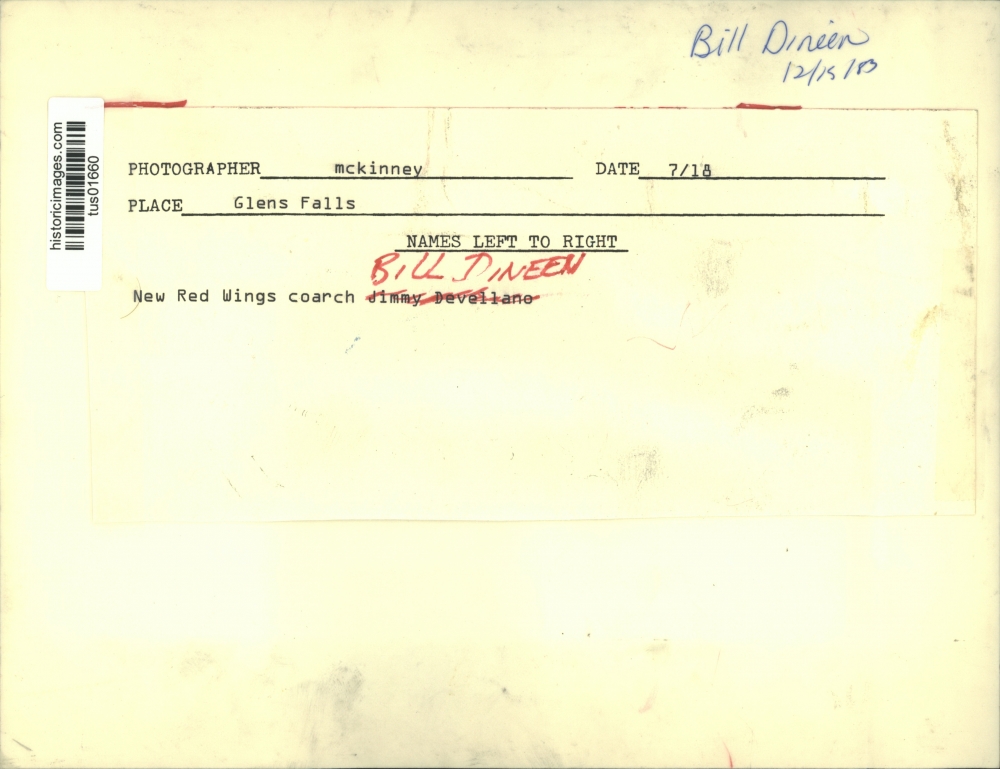 Bill Dineen
12/15/83
historicimages.com
tus01660
PHOTOGRAPHER mckinney DATE 7/18
PLACE Glens Falls
NAMES LEFT TO RIGHT
BILL DINEEN
New Red Wings coarch Jimmy Devellano